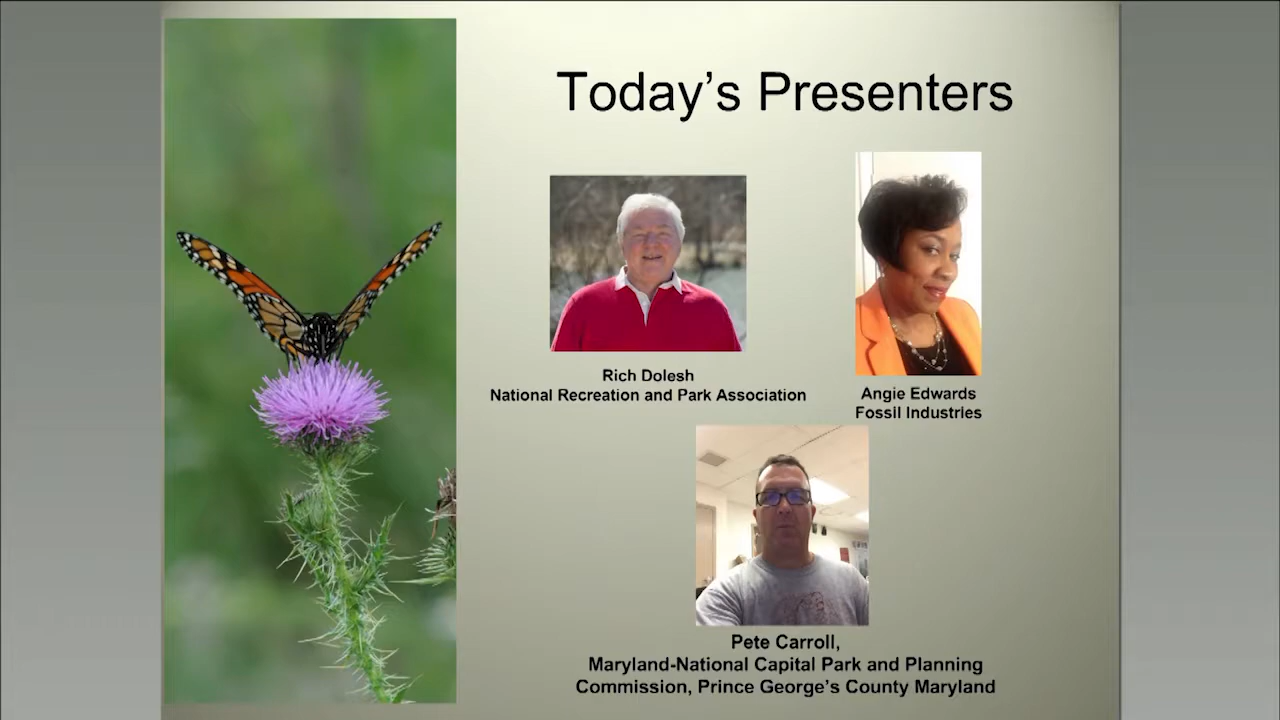 Today's Presenters
Rich Dolesh
National Recreation and Park Association
Angie Edwards
Fossil Industries
Pete Carroll,
Maryland-National Capital Park and Planning
Commission, Prince George's County Maryland